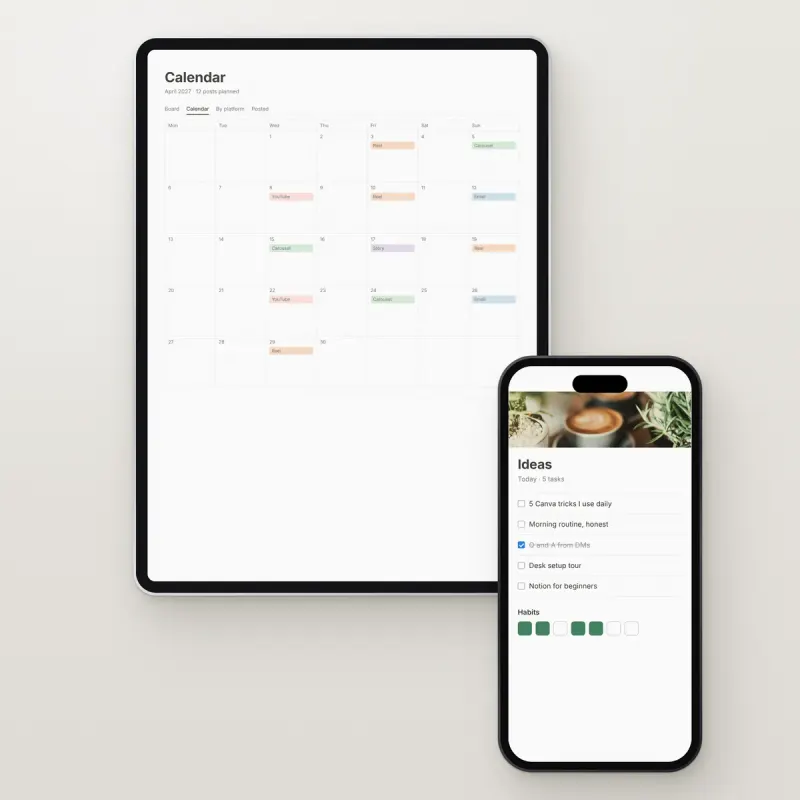 Calendar
April 2027 · 12 posts planned
Board Calendar By platform Posted
Mon Tue Wed Thu Fri Sat Sun
1 2 3 4 5
Reel Carousel
6 7 8 9 10 11 12
YouTube Reel Email
13 14 15 16 17 18 19
Carousel Story Reel
20 21 22 23 24 25 26
YouTube Carousel Email
27 28 29 30
Reel
Ideas
Today · 5 tasks
5 Canva tricks I use daily
Morning routine, honest
Q and A from DMs
Desk setup tour
Notion for beginners
Habits